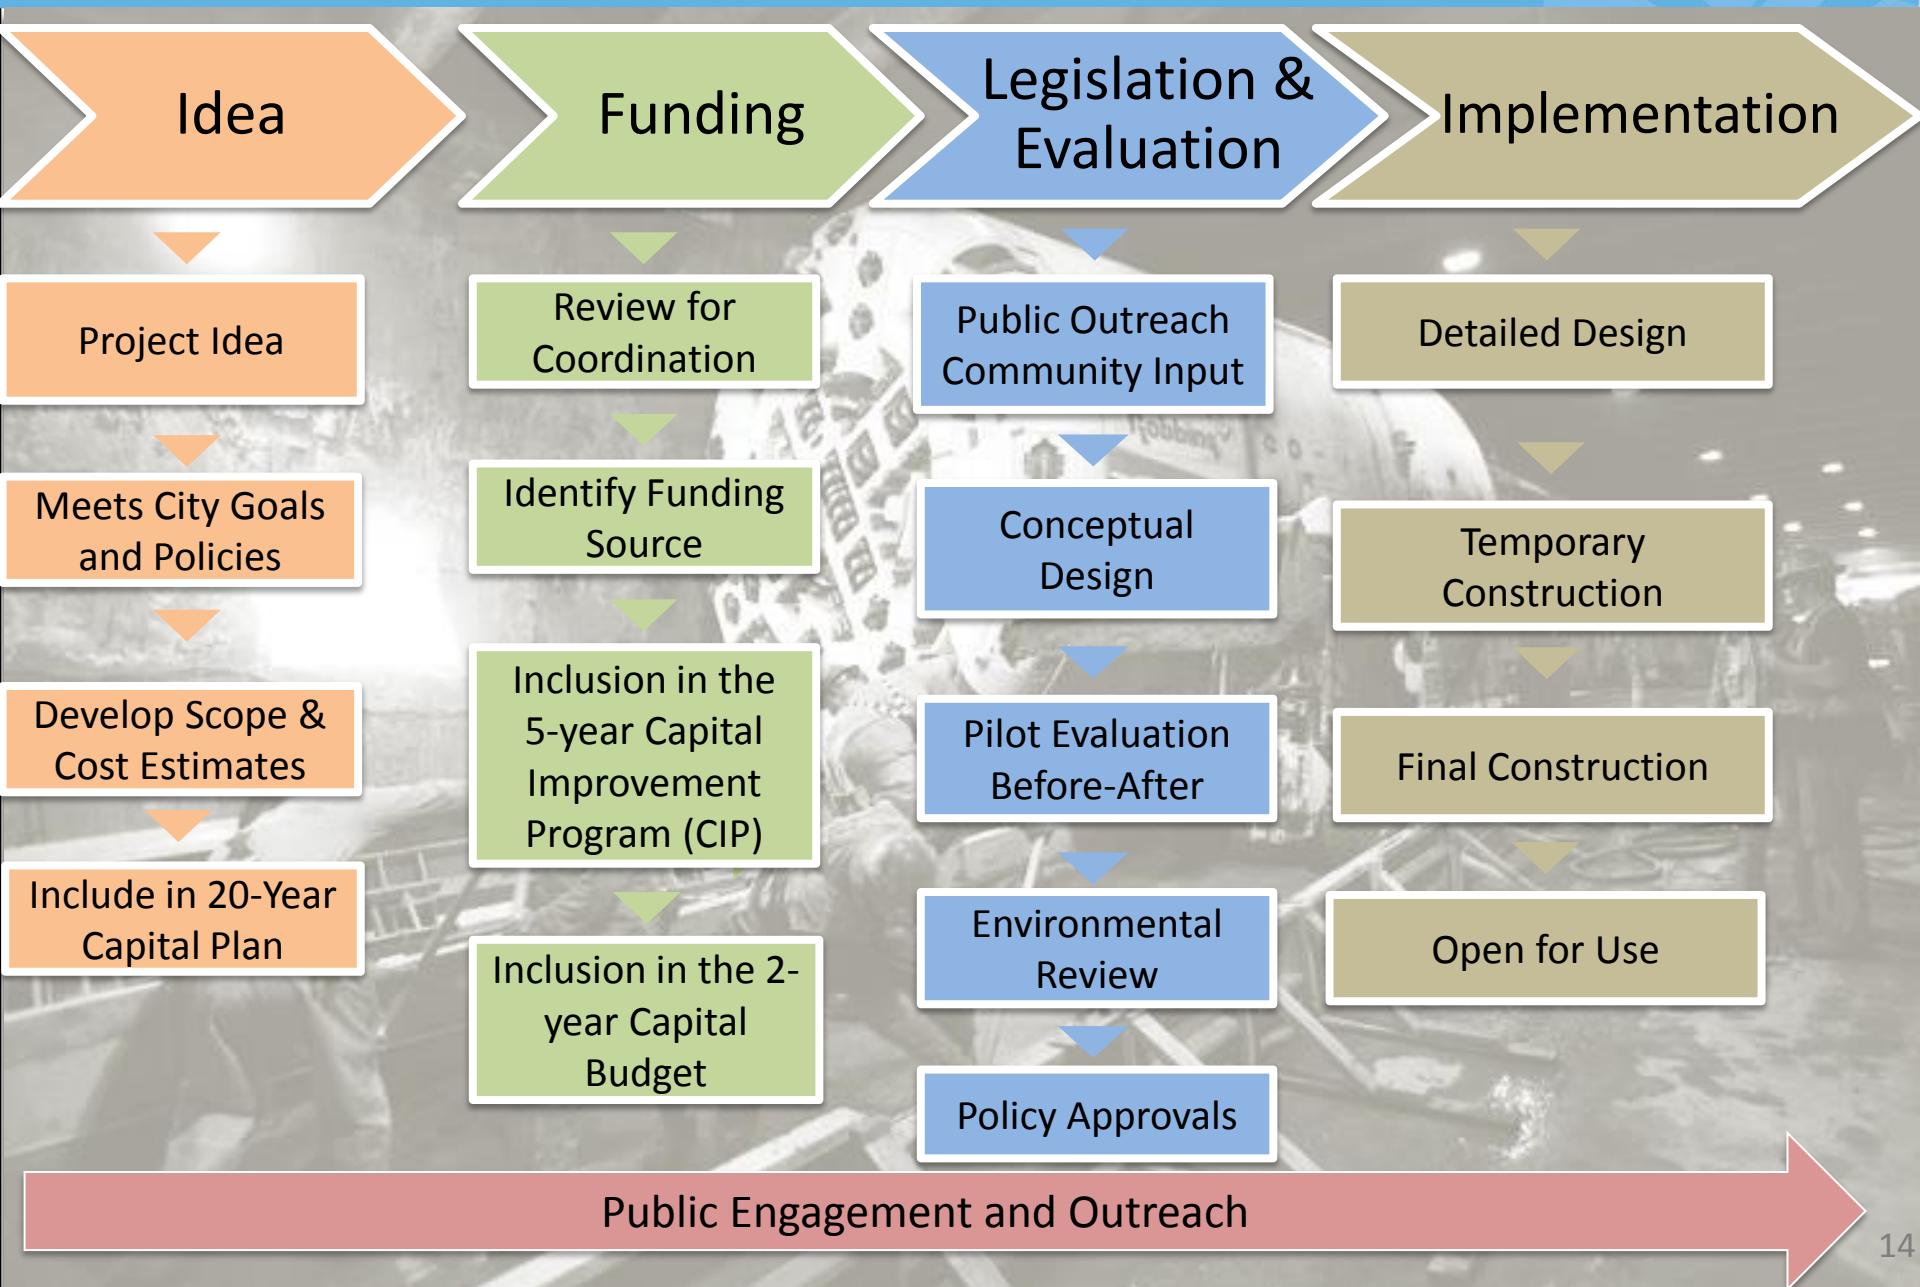 Idea
Funding
Legislation &
Evaluation
Implementation
Project Idea
Meets City Goals
and Policies
Develop Scope &
Cost Estimates
Include in 20-Year
Capital Plan
Review for
Coordination
Identify Funding
Source
Inclusion in the
5-year Capital
Improvement
Program (CIP)
Inclusion in the 2-
year Capital
Budget
Public Outreach
Community Input
Conceptual
Design
Pilot Evaluation
Before-After
Environmental
Review
Policy Approvals
Detailed Design
Temporary
Construction
Final Construction
Open for Use
Public Engagement and Outreach
14